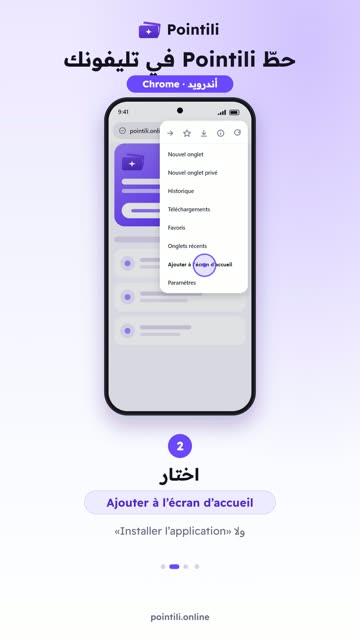 Pointili
حطّ Pointili في تليفونك
أندرويد · Chrome
9:41
pointili.onli
Nouvel onglet
Nouvel onglet privé
Historique
Téléchargements
Favoris
Onglets récents
Ajouter à l'écran d'accueil
Paramètres
2
اختار
Ajouter à l'écran d'accueil
ولا «Installer l'application»
pointili.online